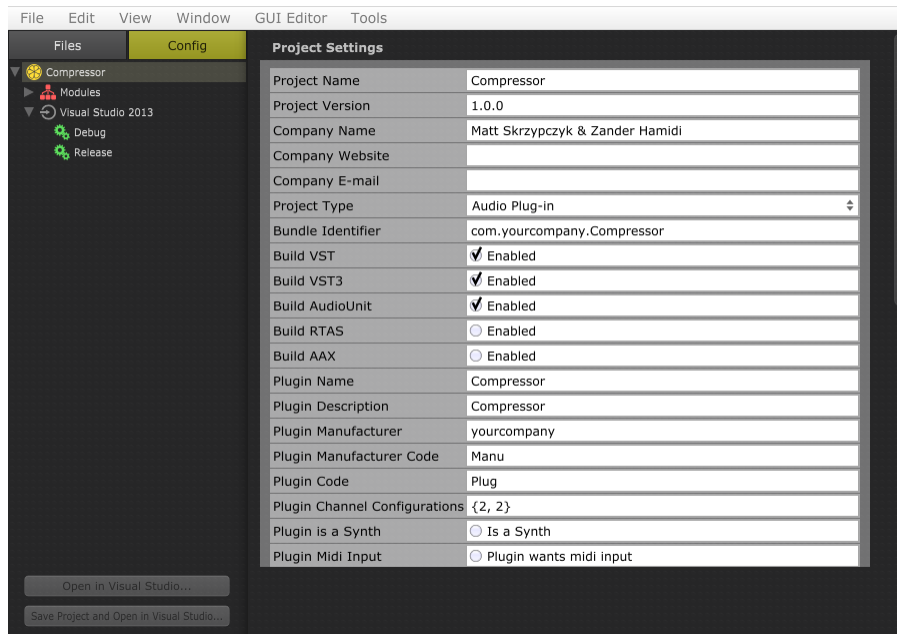 File Edit View Window GUI Editor Tools
Files Config
Compressor
Modules
Visual Studio 2013
Debug
Release
Open in Visual Studio...
Save Project and Open in Visual Studio...
Project Settings
Project Name Compressor
Project Version 1.0.0
Company Name Matt Skrzypczyk & Zander Hamidi
Company Website
Company E-mail
Project Type Audio Plug-in
Bundle Identifier com.yourcompany.Compressor
Build VST Enabled
Build VST3 Enabled
Build AudioUnit Enabled
Build RTAS Enabled
Build AAX Enabled
Plugin Name Compressor
Plugin Description Compressor
Plugin Manufacturer yourcompany
Plugin Manufacturer Code Manu
Plugin Code Plug
Plugin Channel Configurations {2, 2}
Plugin is a Synth Is a Synth
Plugin Midi Input Plugin wants midi input